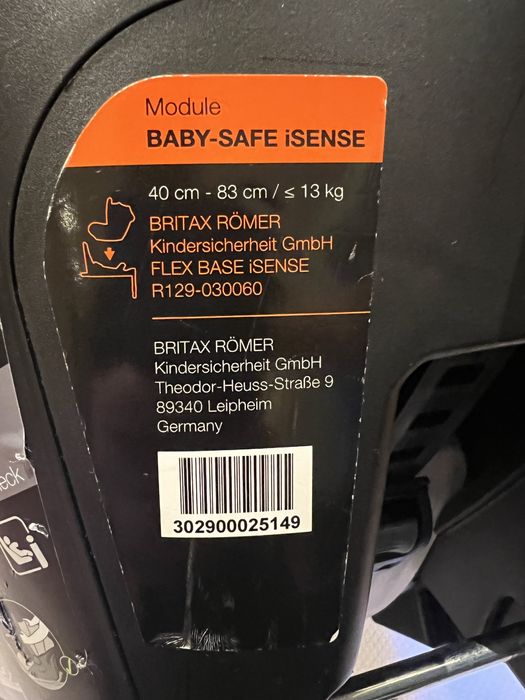 Module
BABY-SAFE iSENSE
40 cm - 83 cm / ≤ 13 kg
BRITAX RÖMER
Kindersicherheit GmbH
FLEX BASE iSENSE
R129-030060
BRITAX RÖMER
Kindersicherheit GmbH
Theodor-Heuss-Straße 9
89340 Leipheim
Germany
302900025149